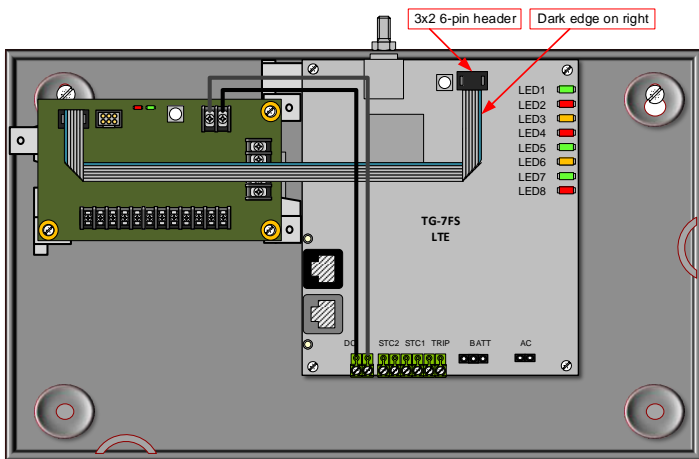 3x2 6-pin header
Dark edge on right
LED1
LED2
LED3
LED4
LED5
LED6
LED7
LED8
TG-7FS
LTE
DC STC2 STC1 TRIP BATT AC